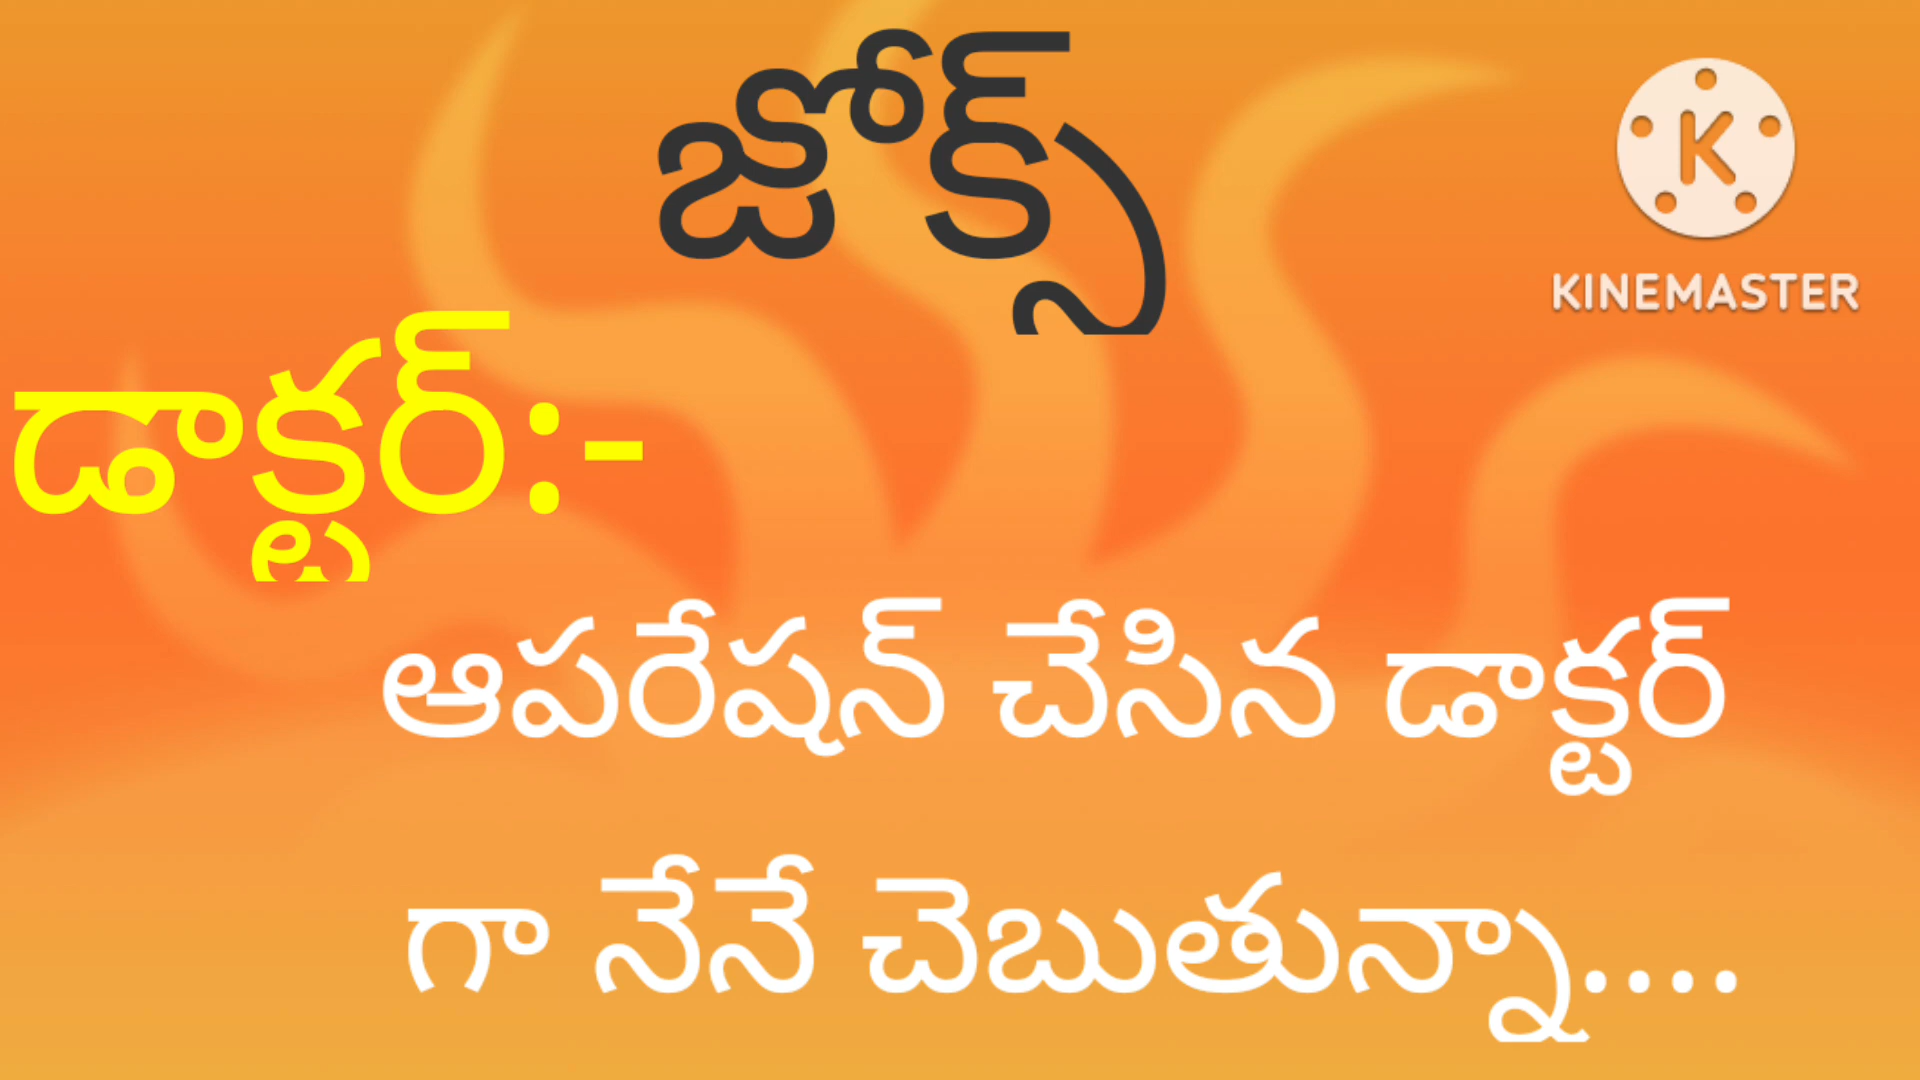 జోక్స్
KINEMASTER
డాక్టర్:-
ఆపరేషన్ చేసిన డాక్టర్
గా నేనే చెబుతున్నా....